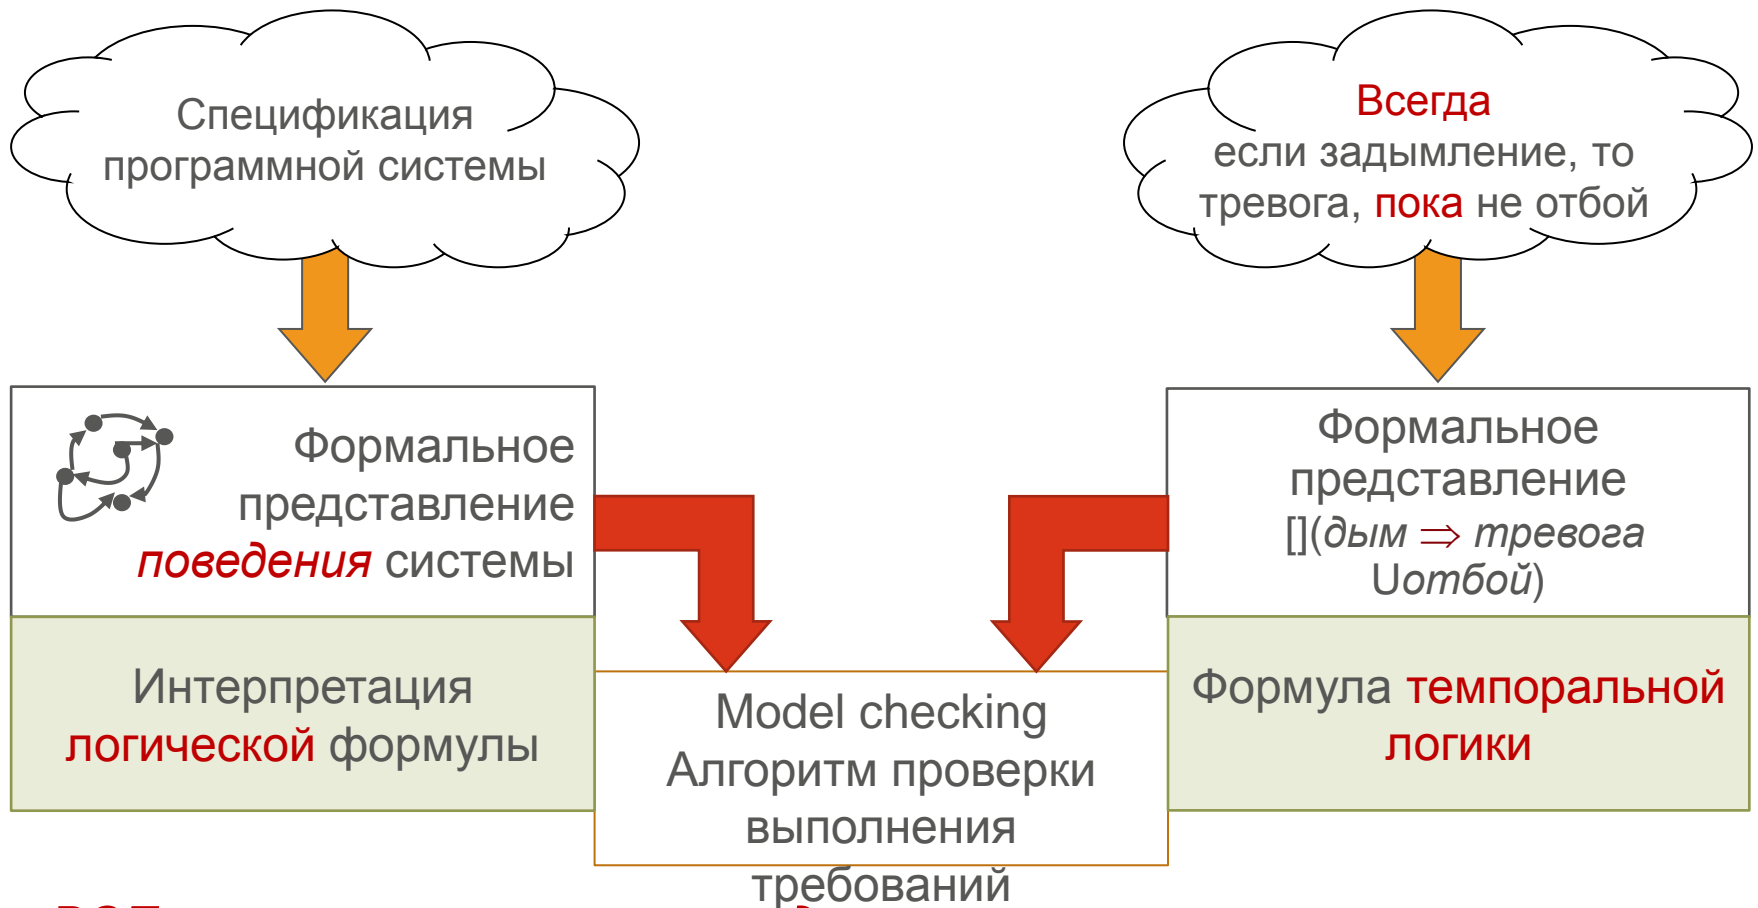 Спецификация
программной системы
Всегда
если задымление, то
тревога, пока не отбой
Формальное
представление
поведения системы
Формальное
представление
[](дым ⇒ тревога
Uотбой)
Интерпретация
логической формулы
Model checking
Алгоритм проверки
выполнения
требований
Формула темпоральной
логики